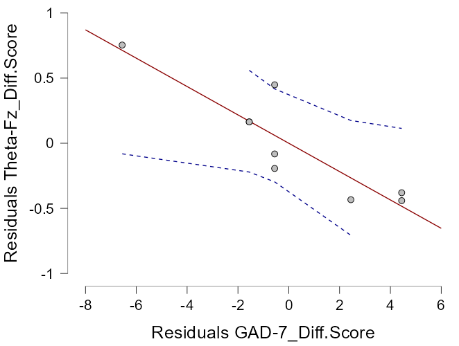 1
0.5
0
-0.5
-1
Residuals Theta-Fz_Diff.Score
-8 -6 -4 -2 0 2 4 6
Residuals GAD-7_Diff.Score